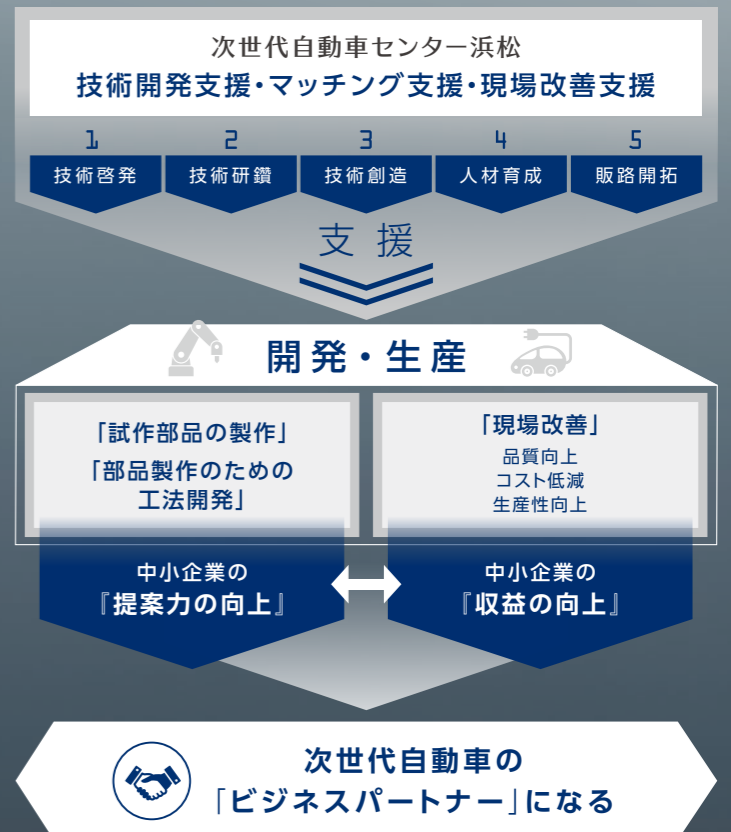 次世代自動車センター浜松
技術開発支援・マッチング支援・現場改善支援
1 2 3 4 5
技術啓発 技術研鑽 技術創造 人材育成 販路開拓
支援
開発・生産
「試作部品の製作」
「部品製作のための
工法開発」
「現場改善」
品質向上
コスト低減
生産性向上
中小企業の
『提案力の向上』
中小企業の
『収益の向上』
次世代自動車の
「ビジネスパートナー」になる